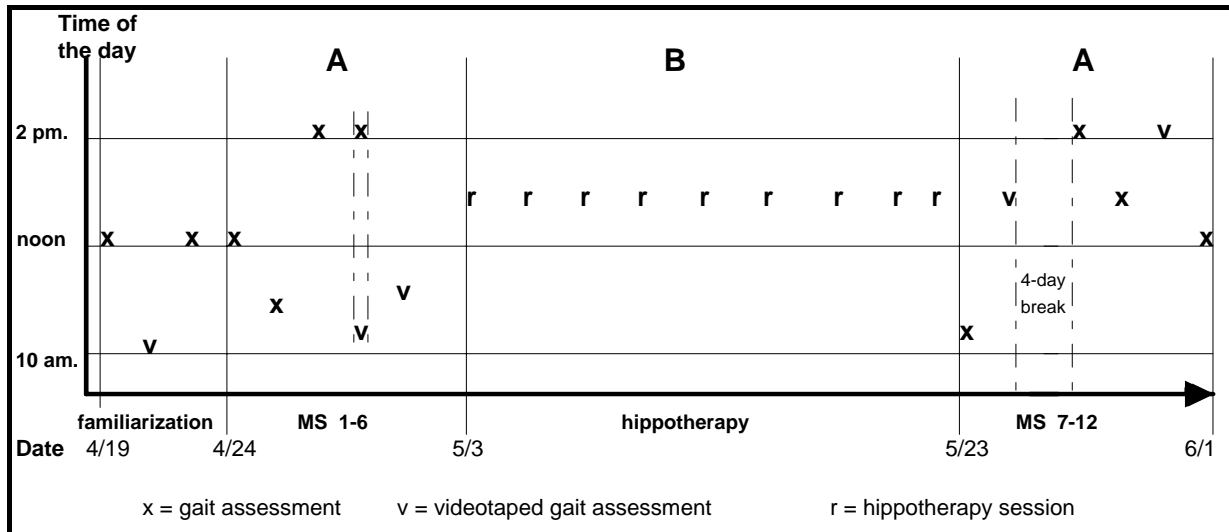 Time of
the day
A B A
2 pm. x x x v
r r r r r r r r r v x
noon x x x x
x v 4-day
v x break
v
10 am.
familiarization MS 1-6 hippotherapy MS 7-12
Date 4/19 4/24 5/3 5/23 6/1
x = gait assessment v = videotaped gait assessment r = hippotherapy session